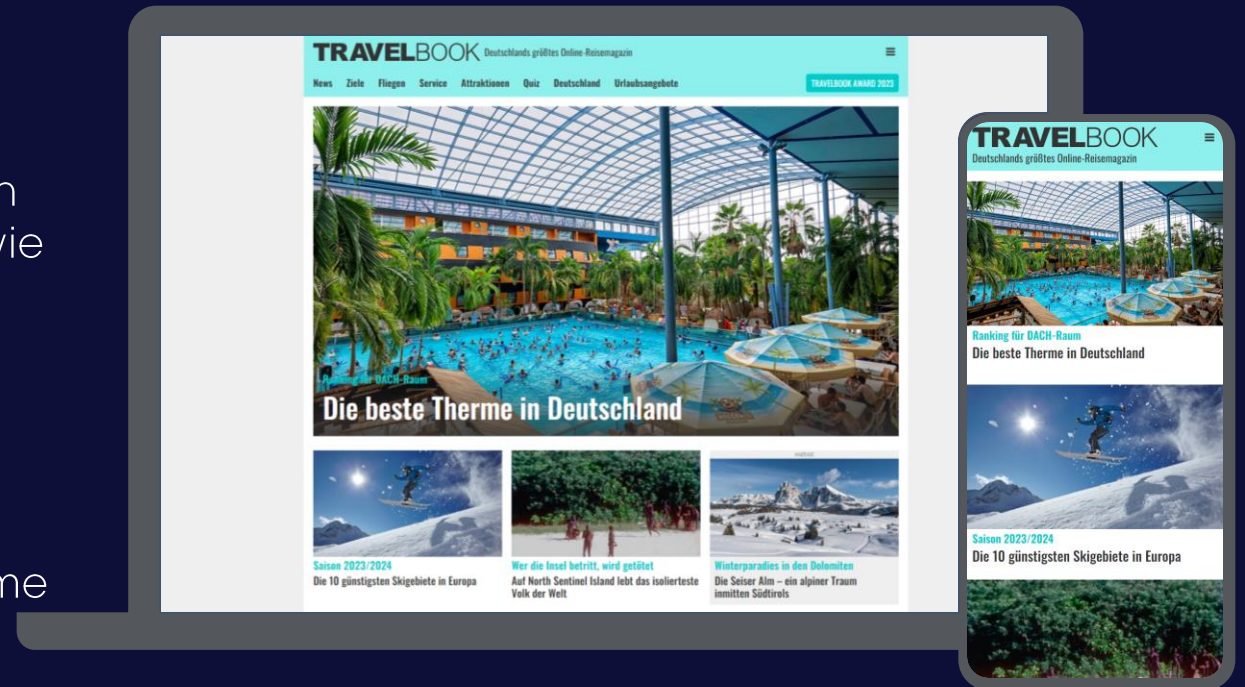 TRAVELBOOK Deutschlands größtes Online-Reisemagazin
News Ziele Fliegen Service Attraktionen Quiz Deutschland Urlaubsangebote TRAVELBOOK AWARD 2023
Ranking für DACH-Raum
Die beste Therme in Deutschland
ANZEIGE
Saison 2023/2024
Die 10 günstigsten Skigebiete in Europa
Wer die Insel betritt, wird getötet
Auf North Sentinel Island lebt das isolierteste
Volk der Welt
Winterparadies in den Dolomiten
Die Seiser Alm – ein alpiner Traum
inmitten Südtirols
TRAVELBOOK
Deutschlands größtes Online-Reisemagazin
Ranking für DACH-Raum
Die beste Therme in Deutschland
Saison 2023/2024
Die 10 günstigsten Skigebiete in Europa